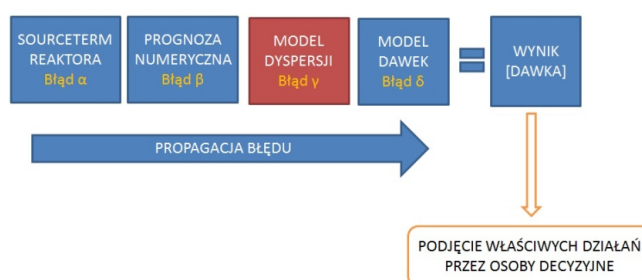 SOURCETERM
REAKTORA
Błąd α
PROGNOZA
NUMERYCZNA
Błąd β
MODEL
DYSPERSJI
Błąd γ
MODEL
DAWEK
Błąd δ
WYNIK
[DAWKA]
PROPAGACJA BŁĘDU
PODJĘCIE WŁAŚCIWYCH DZIAŁAŃ
PRZEZ OSOBY DECYZYJNE